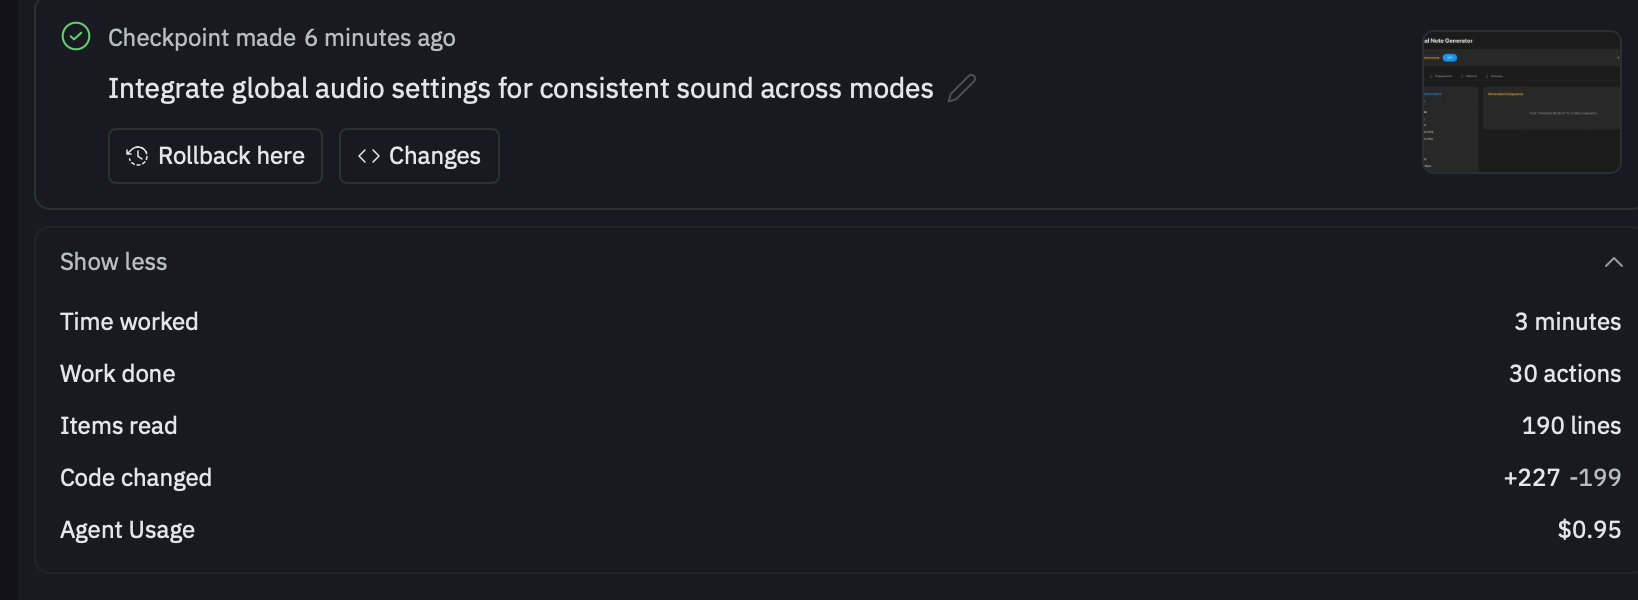 Checkpoint made 6 minutes ago
Integrate global audio settings for consistent sound across modes
Rollback here
Changes
al Note Generator
Show less
Time worked
3 minutes
Work done
30 actions
Items read
190 lines
Code changed
+227 -199
Agent Usage
$0.95